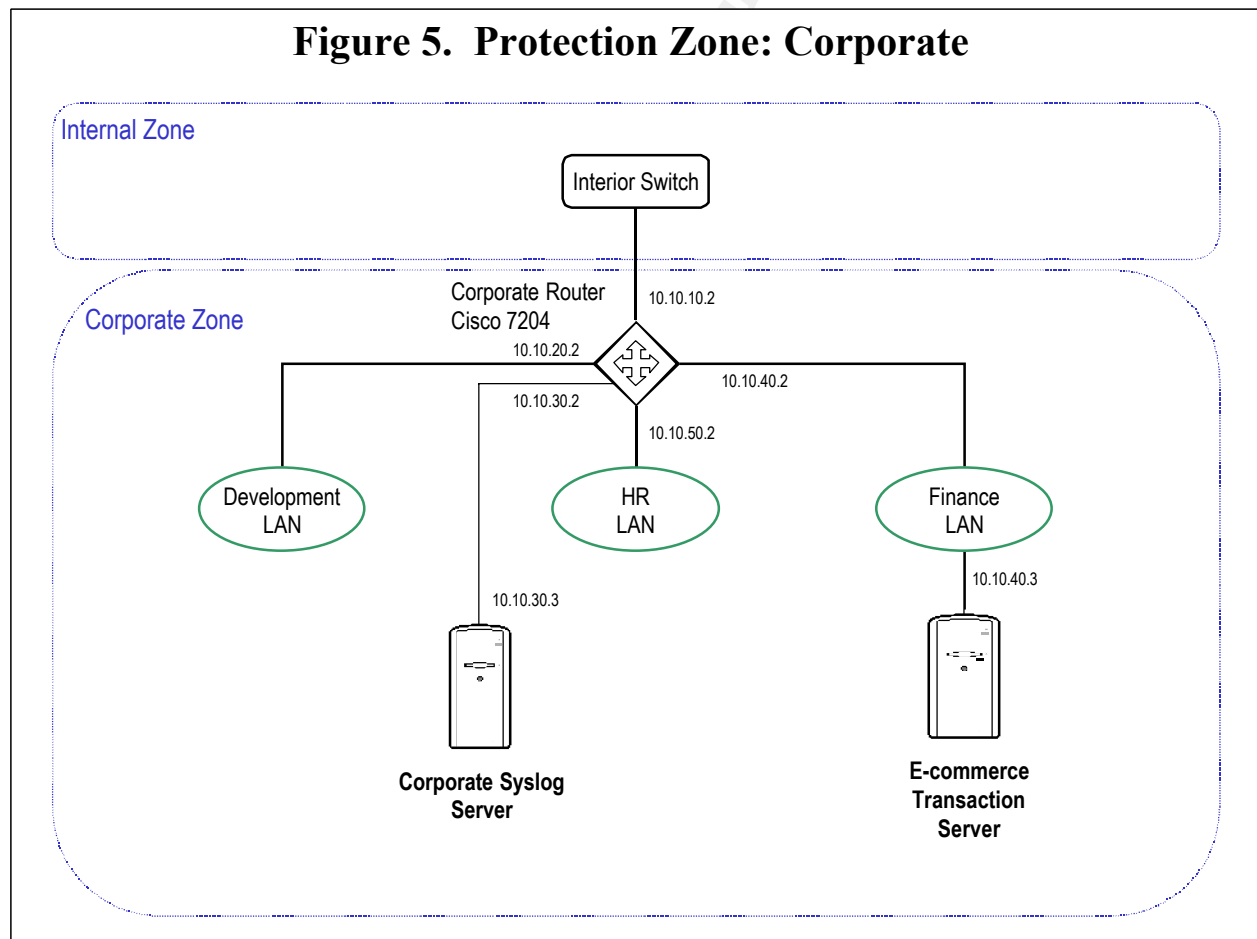 Figure 5. Protection Zone: Corporate
Internal Zone
Interior Switch
10.10.10.2
Corporate Router
Cisco 7204
Corporate Zone
10.10.20.2
10.10.30.2
10.10.40.2
10.10.50.2
Development
LAN
HR
LAN
Finance
LAN
10.10.30.3
10.10.40.3
Corporate Syslog
Server
E-commerce
Transaction
Server